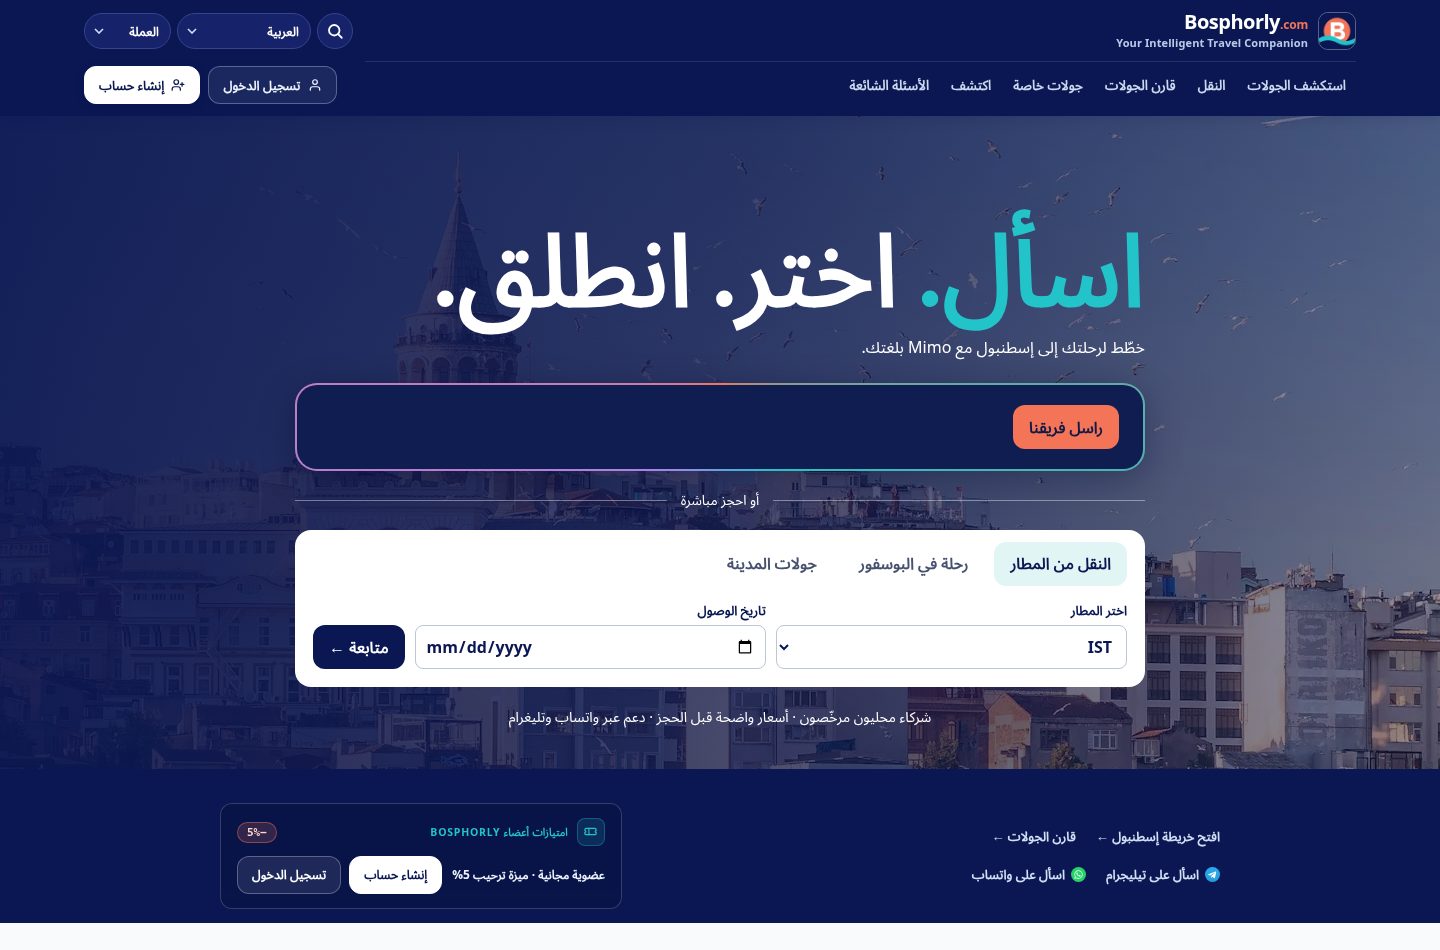 Bosphorly.com
Your Intelligent Travel Companion
العربية
العملة
استكشف الجولات
النقل
قارن الجولات
جولات خاصة
اكتشف
الأسئلة الشائعة
تسجيل الدخول
إنشاء حساب
اسأل. اختر. انطلق.
خطّط لرحلتك إلى إسطنبول مع Mimo بلغتك.
راسل فريقنا
أو احجز مباشرة
النقل من المطار
رحلة في البوسفور
جولات المدينة
اختر المطار
تاريخ الوصول
IST
mm/dd/yyyy
متابعة ←
شركاء محليون مرخّصون · أسعار واضحة قبل الحجز · دعم عبر واتساب وتليغرام
افتح خريطة إسطنبول ←
قارن الجولات ←
اسأل على تيليجرام
اسأل على واتساب
امتيازات أعضاء BOSPHORLY
−5%
عضوية مجانية · ميزة ترحيب 5%
إنشاء حساب
تسجيل الدخول